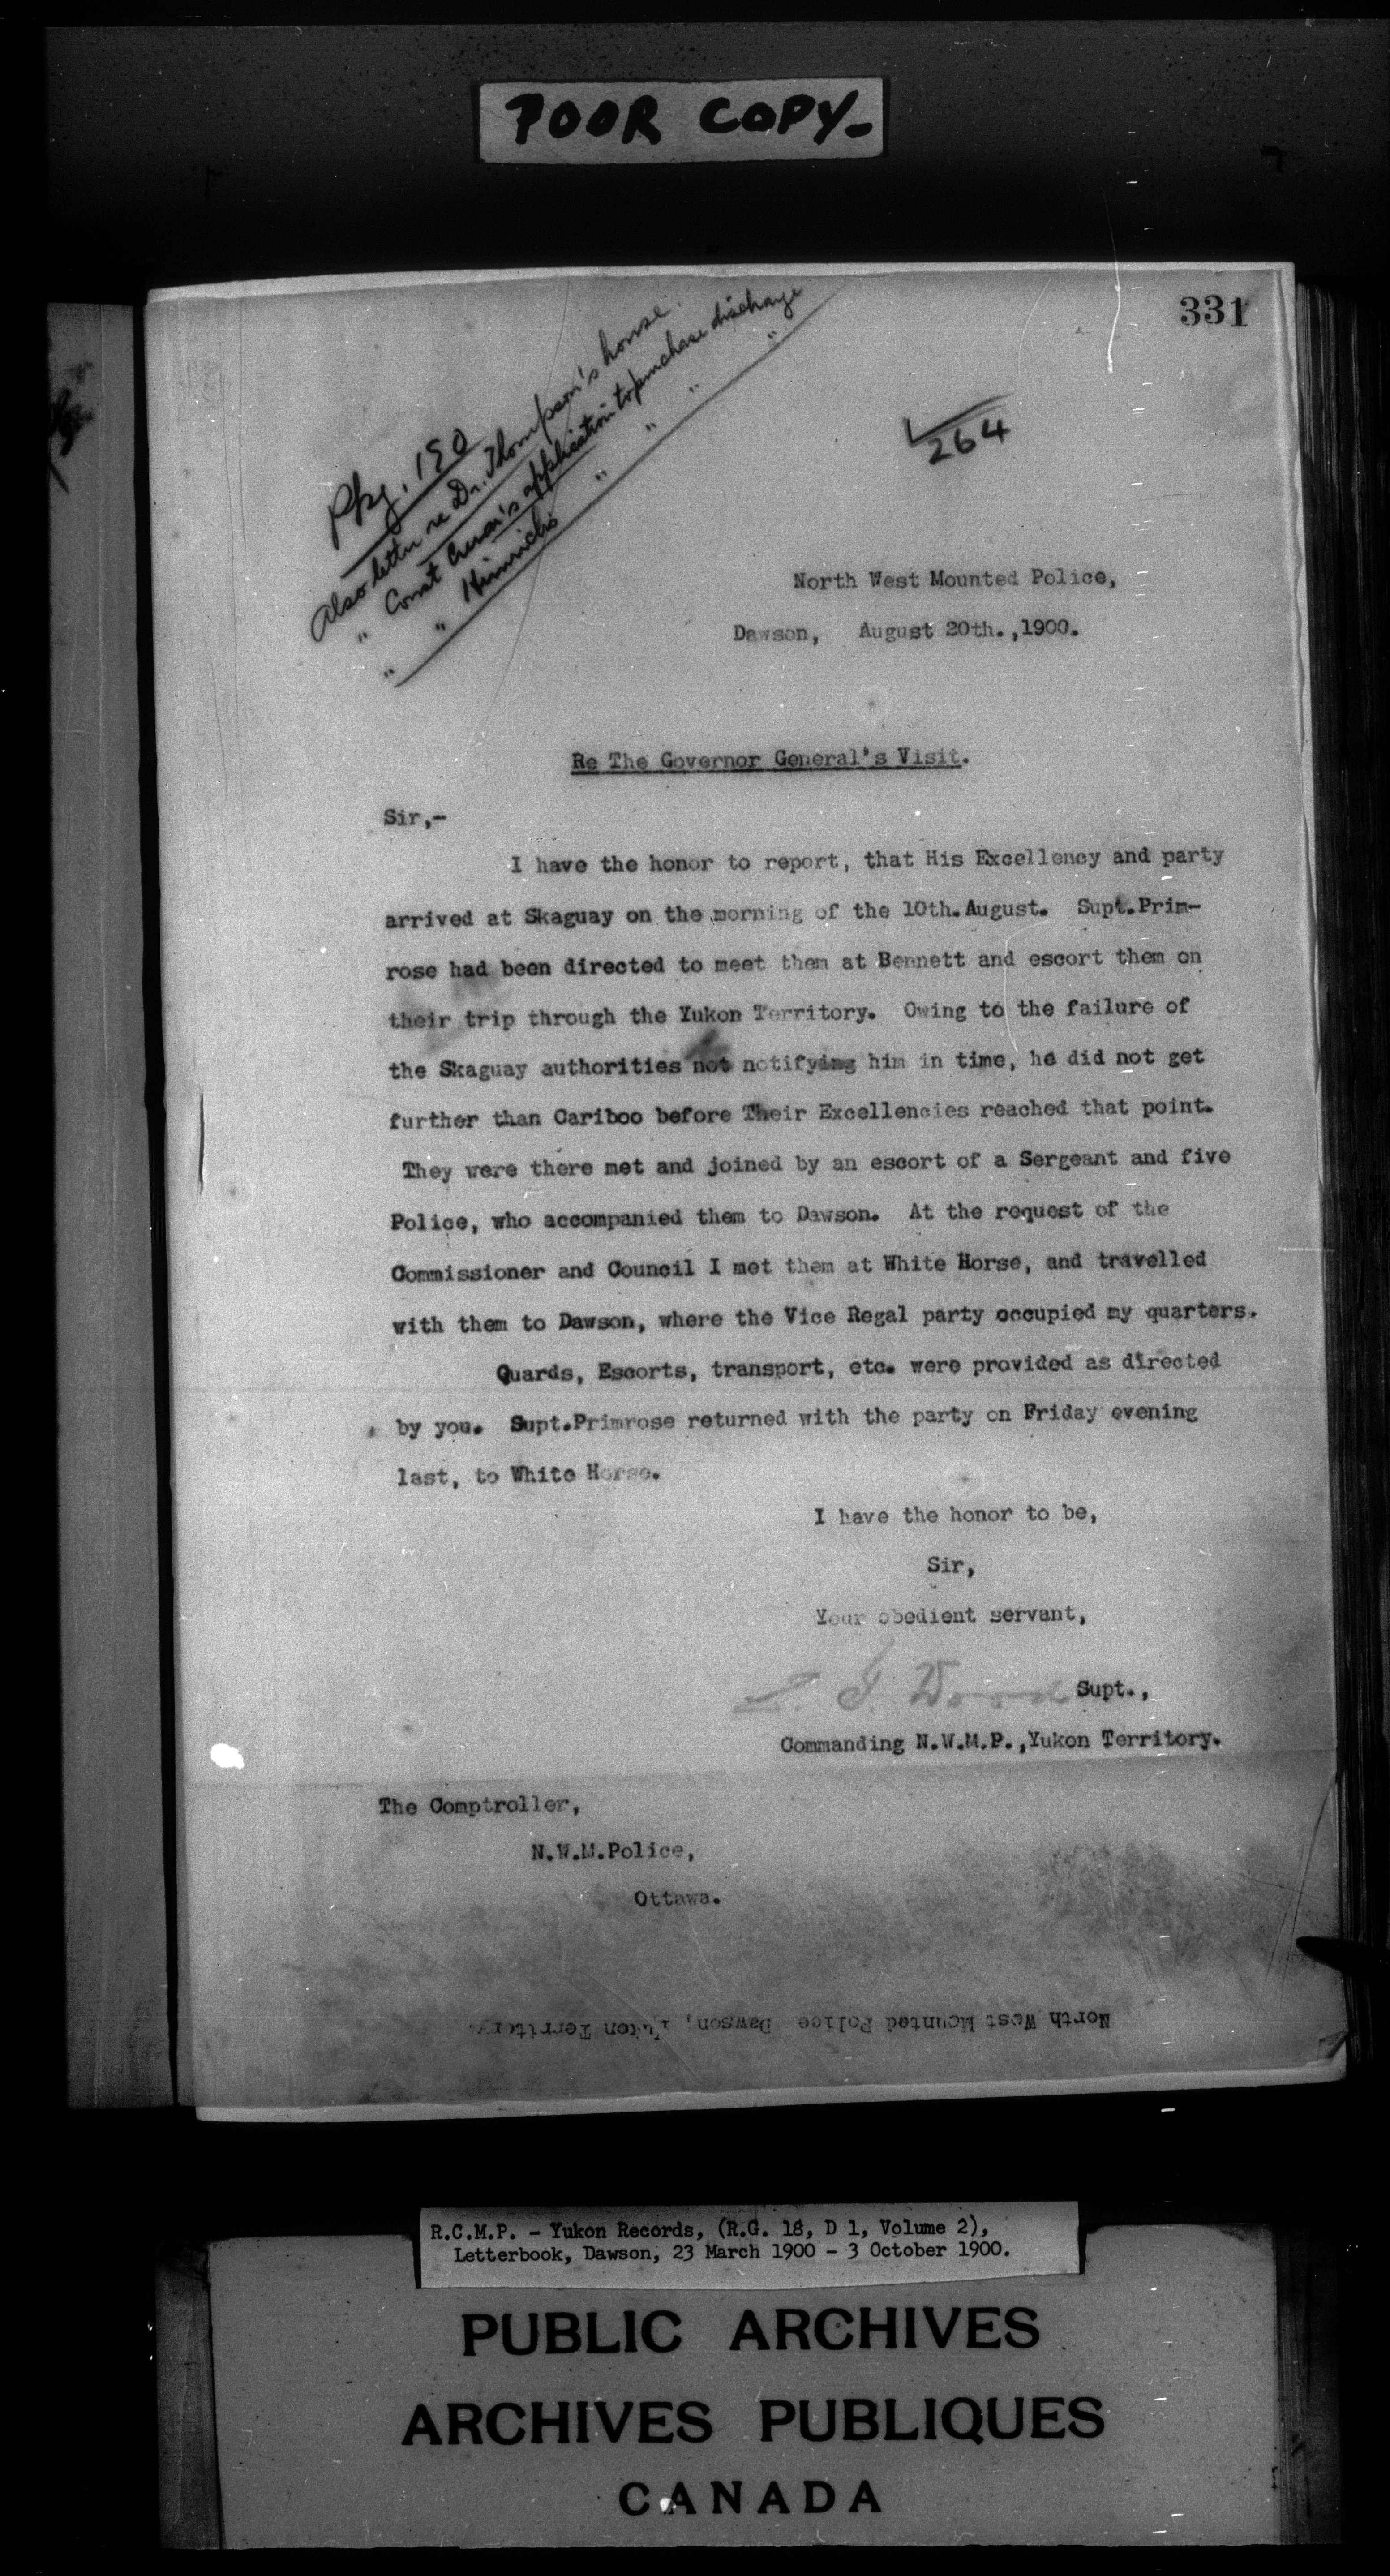 POOR COPY-
331
264
Pkg. 190
Also letter re Dr. Thompson's house
" Const application to purchase discharge
" " Hinrichs " " " "
North West Mounted Police,
Dawson, August 20th.,1900.
Re The Governor General's Visit.
Sir,-
I have the honor to report, that His Excellency and party
arrived at Skaguay on the morning of the 10th.August. Supt.Prim-
rose had been directed to meet them at Bennett and escort them on
their trip through the Yukon Territory. Owing to the failure of
the Skaguay authorities not notifying him in time, he did not get
further than Cariboo before Their Excellencies reached that point.
They were there met and joined by an escort of a Sergeant and five
Police, who accompanied them to Dawson. At the request of the
Commissioner and Council I met them at White Horse, and travelled
with them to Dawson, where the Vice Regal party occupied my quarters.
Guards, Escorts, transport, etc. were provided as directed
by you. Supt.Primrose returned with the party on Friday evening
last, to White Horse.
I have the honor to be,
Sir,
Your obedient servant,
Z. T. Wood Supt.,
Commanding N.W.M.P.,Yukon Territory.
The Comptroller,
N.W.M.Police,
Ottawa.
North West Mounted Police Dawson, Yukon Territory
R.C.M.P. - Yukon Records, (R.G. 18, D 1, Volume 2),
Letterbook, Dawson, 23 March 1900 - 3 October 1900.
PUBLIC ARCHIVES
ARCHIVES PUBLIQUES
CANADA